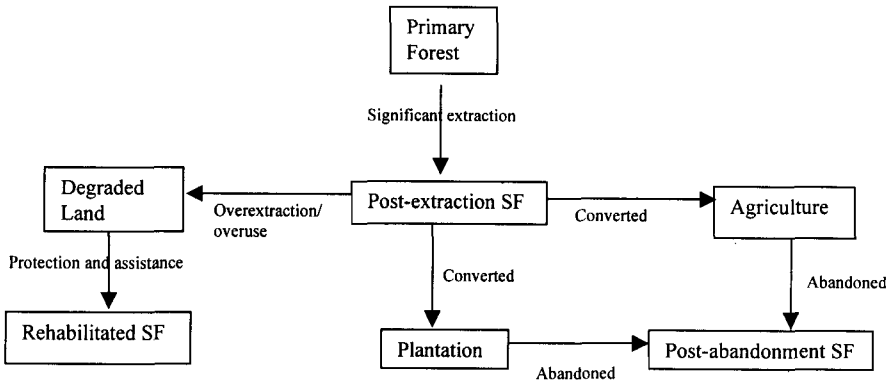 Primary
Forest
Significant extraction
Degraded
Land
Overextraction/
overuse
Post-extraction SF
Converted
Agriculture
Protection and assistance
Converted
Abandoned
Rehabilitated SF
Plantation
Abandoned
Post-abandonment SF